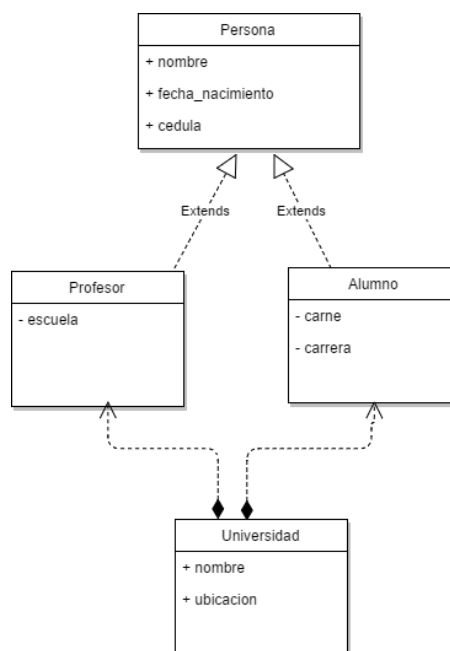 Persona
+ nombre
+ fecha_nacimiento
+ cedula
Extends
Extends
Profesor
- escuela
Alumno
- carne
- carrera
Universidad
+ nombre
+ ubicacion